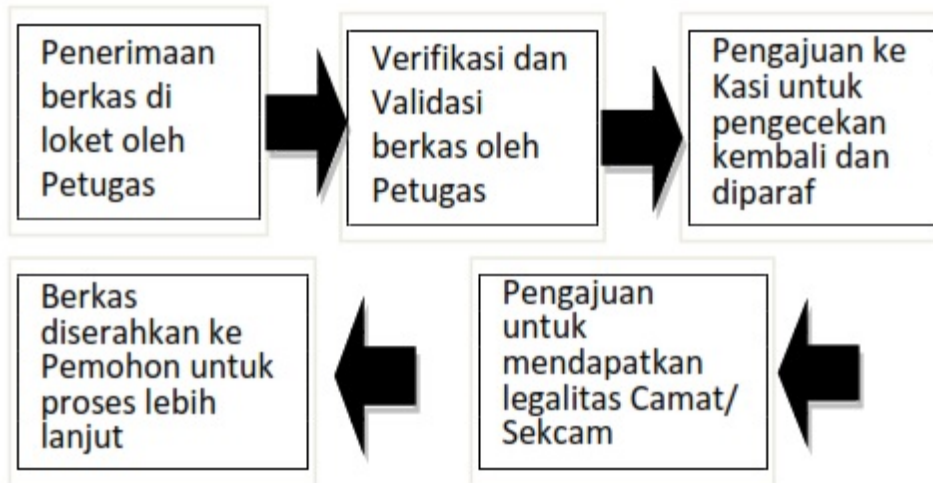 Penerimaan
berkas di
loket oleh
Petugas
Verifikasi dan
Validasi
berkas oleh
Petugas
Pengajuan ke
Kasi untuk
pengecekan
kembali dan
diparaf
Pengajuan
untuk
mendapatkan
legalitas Camat/
Sekcam
Berkas
diserahkan ke
Pemohon untuk
proses lebih
lanjut